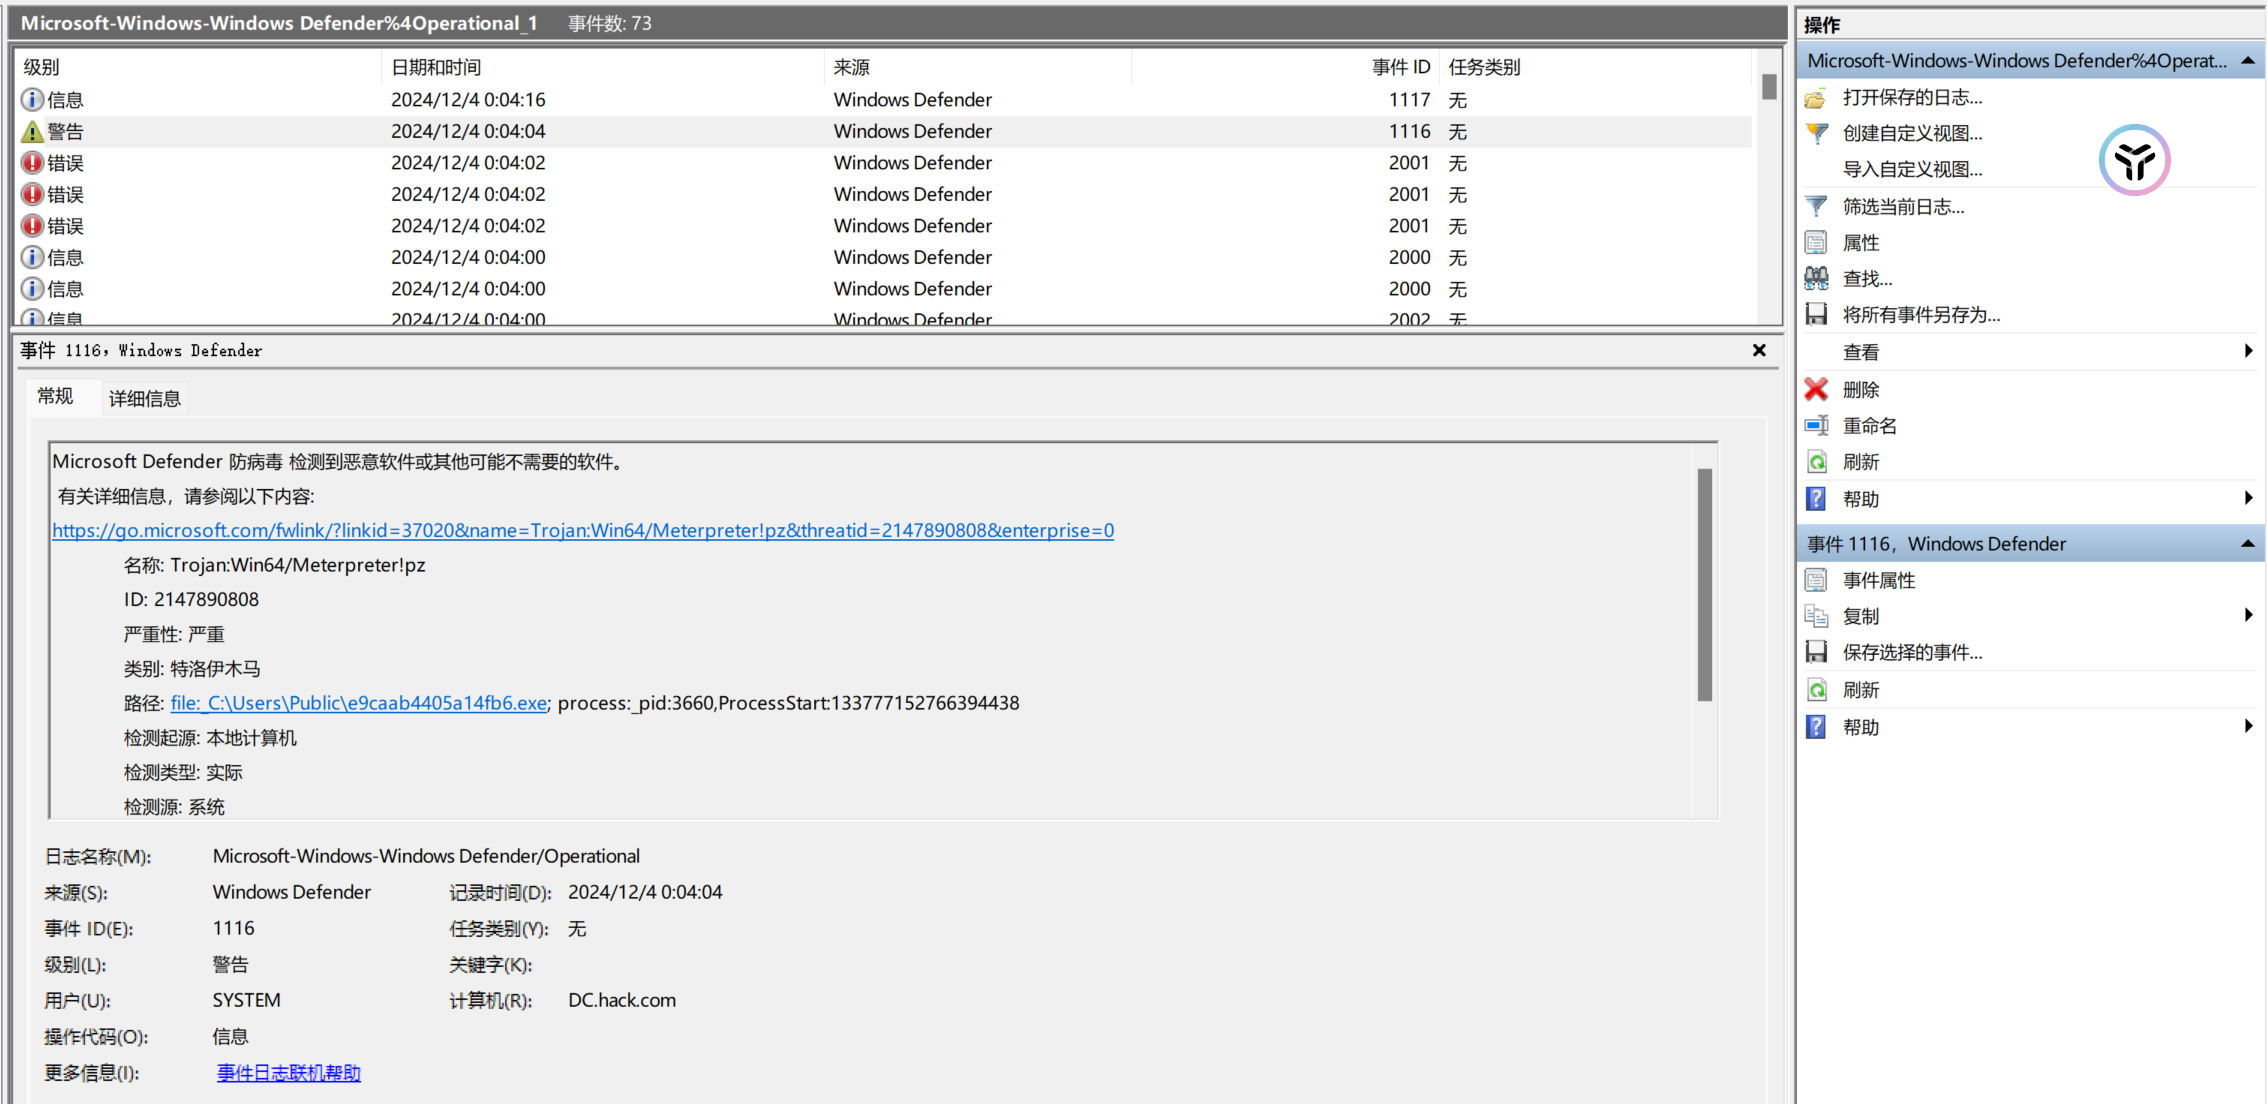 Microsoft-Windows-Windows Defender%4Operational_1 事件数: 73
级别 日期和时间 来源 事件 ID 任务类别
信息 2024/12/4 0:04:16 Windows Defender 1117 无
警告 2024/12/4 0:04:04 Windows Defender 1116 无
错误 2024/12/4 0:04:02 Windows Defender 2001 无
错误 2024/12/4 0:04:02 Windows Defender 2001 无
错误 2024/12/4 0:04:02 Windows Defender 2001 无
信息 2024/12/4 0:04:00 Windows Defender 2000 无
信息 2024/12/4 0:04:00 Windows Defender 2000 无
信息 2024/12/4 0:04:00 Windows Defender 2002 无
事件 1116，Windows Defender
常规 详细信息
Microsoft Defender 防病毒 检测到恶意软件或其他可能不需要的软件。
有关详细信息，请参阅以下内容:
https://go.microsoft.com/fwlink/?linkid=37020&name=Trojan:Win64/Meterpreter!pz&threatid=2147890808&enterprise=0
名称: Trojan:Win64/Meterpreter!pz
ID: 2147890808
严重性: 严重
类别: 特洛伊木马
路径: file:_C:\Users\Public\e9caab4405a14fb6.exe; process:_pid:3660,ProcessStart:133777152766394438
检测起源: 本地计算机
检测类型: 实际
检测源: 系统
日志名称(M): Microsoft-Windows-Windows Defender/Operational
来源(S): Windows Defender 记录时间(D): 2024/12/4 0:04:04
事件 ID(E): 1116 任务类别(Y): 无
级别(L): 警告 关键字(K):
用户(U): SYSTEM 计算机(R): DC.hack.com
操作代码(O): 信息
更多信息(I): 事件日志联机帮助
操作
Microsoft-Windows-Windows Defender%4Operat...
打开保存的日志...
创建自定义视图...
导入自定义视图...
筛选当前日志...
属性
查找...
将所有事件另存为...
查看
删除
重命名
刷新
帮助
事件 1116，Windows Defender
事件属性
复制
保存选择的事件...
刷新
帮助